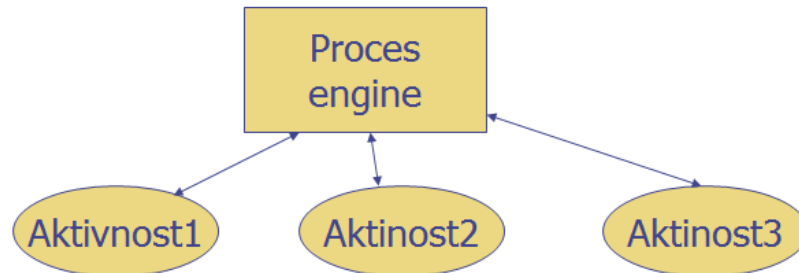 Proces
engine
Aktivnost1
Aktinost2
Aktinost3